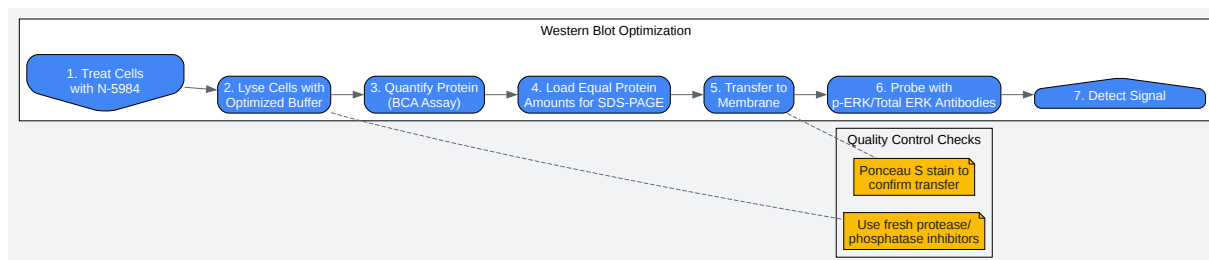 Western Blot Optimization
1. Treat Cells
with N-5984
2. Lyse Cells with
Optimized Buffer
3. Quantify Protein
(BCA Assay)
4. Load Equal Protein
Amounts for SDS-PAGE
5. Transfer to
Membrane
6. Probe with
p-ERK/Total ERK Antibodies
7. Detect Signal
Quality Control Checks
Ponceau S stain to
confirm transfer
Use fresh protease/
phosphatase inhibitors